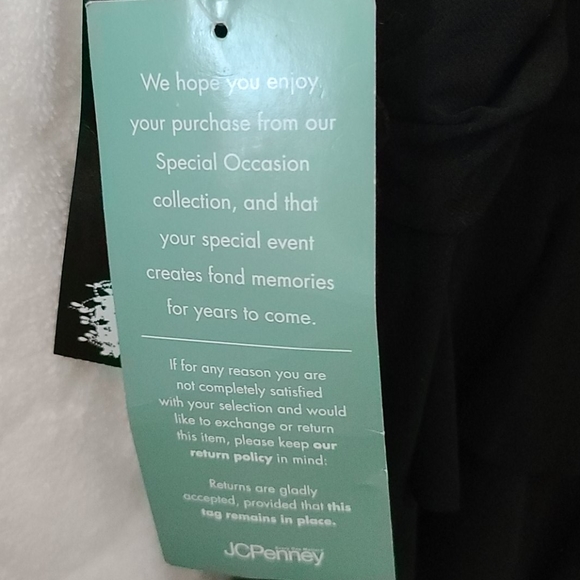 We hope you enjoy
your purchase from our
Special Occasion
collection, and that
your special event
creates fond memories
for years to come.
If for any reason you are
not completely satisfied
with your selection and would
like to exchange or return
this item, please keep our
return policy in mind:
Returns are gladly
accepted, provided that this
tag remains in place.
JCPenney